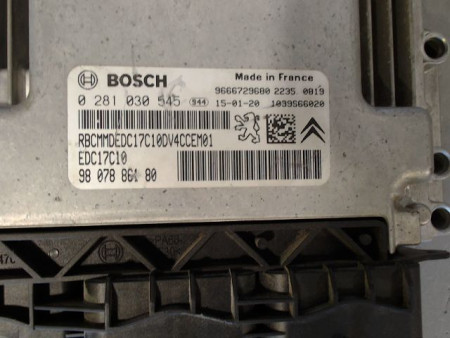 BOSCH
Made in France
9666729680 2235 0819
0 281 030 545 S44 15-01-20 1039S66020
RBCMMDEDC17C10DV4CCEM01
EDC17C10
98 078 861 80